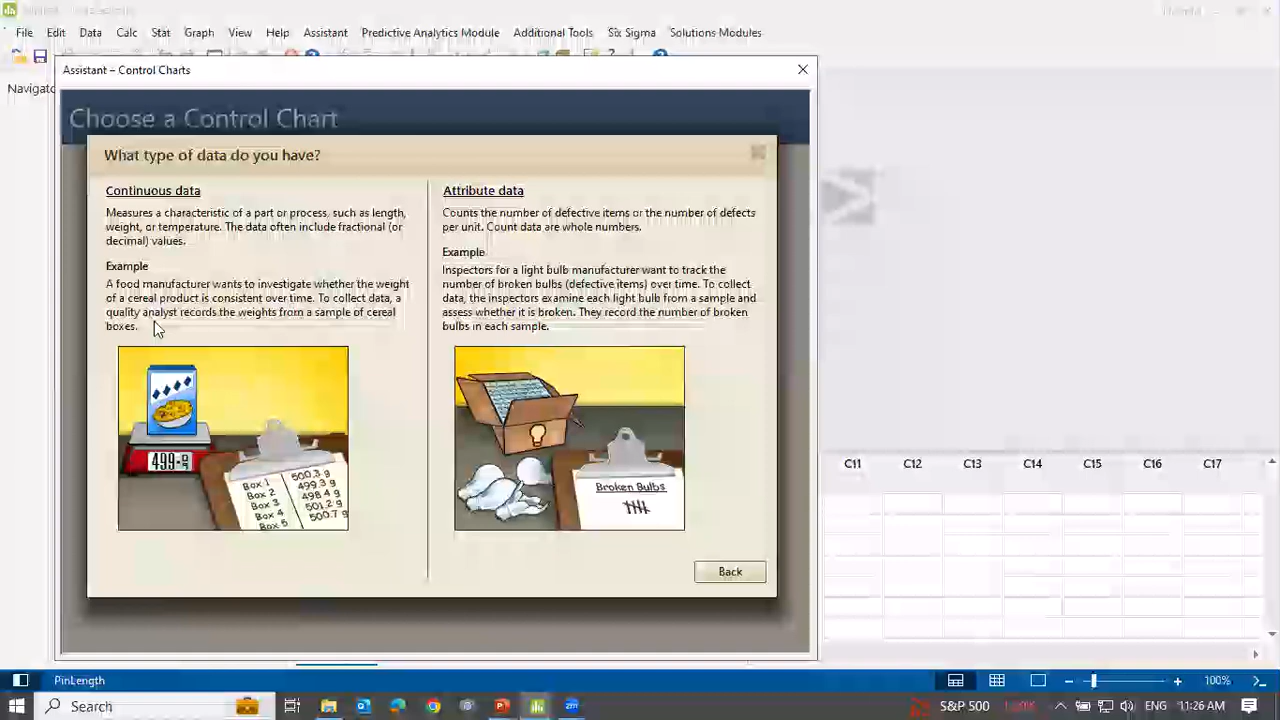 File Edit Data Calc Stat Graph View Help Assistant Predictive Analytics Module Additional Tools Six Sigma Solutions Modules
Assistant – Control Charts
Navigato
Choose a Control Chart
What type of data do you have?
Continuous data
Measures a characteristic of a part or process, such as length,
weight, or temperature. The data often include fractional (or
decimal) values.
Example
A food manufacturer wants to investigate whether the weight
of a cereal product is consistent over time. To collect data, a
quality analyst records the weights from a sample of cereal
boxes.
499.
Box 1 500.3 g
Box 2 499.3 g
Box 3 498.4 g
Box 4 501.2 g
Box 5 500.7 g
Attribute data
Counts the number of defective items or the number of defects
per unit. Count data are whole numbers.
Example
Inspectors for a light bulb manufacturer want to track the
number of broken bulbs (defective items) over time. To collect
data, the inspectors examine each light bulb from a sample and
assess whether it is broken. They record the number of broken
bulbs in each sample.
Broken Bulbs
Back
C11 C12 C13 C14 C15 C16 C17
PinLength
100%
Search
S&P 500
ENG
11:26 AM